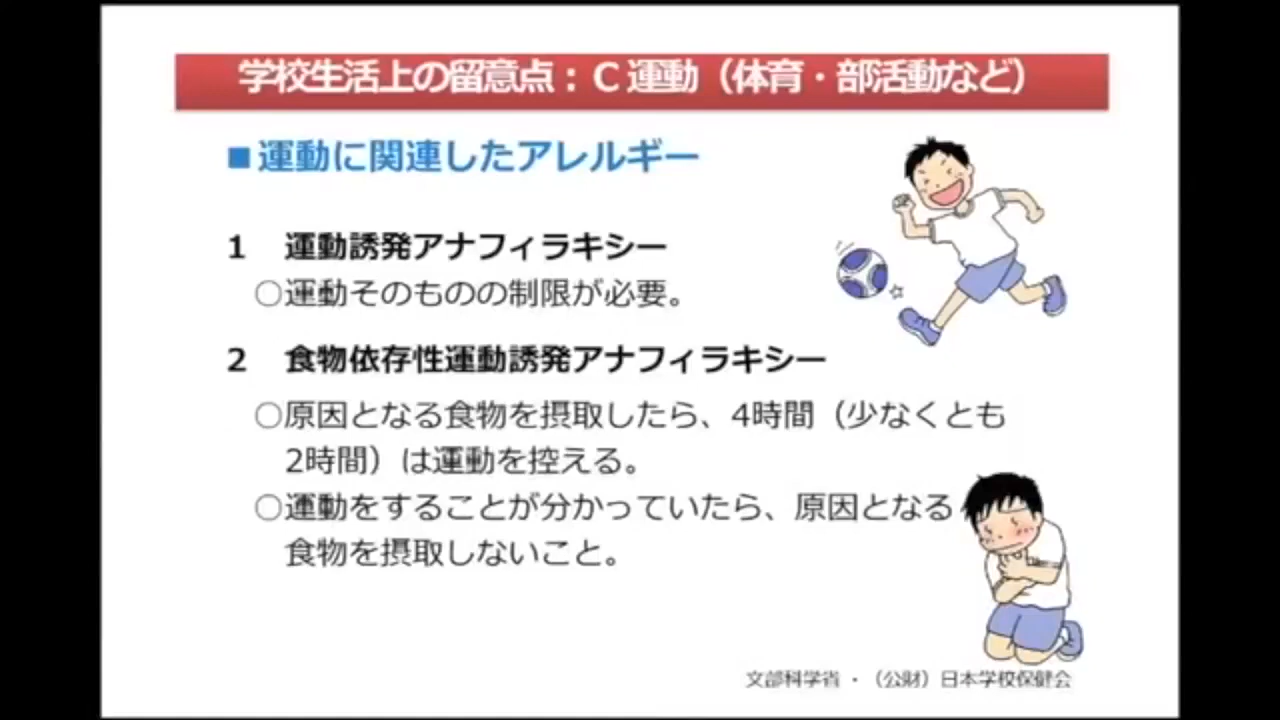 学校生活上の留意点：Ｃ 運動（体育・部活動など）
■運動に関連したアレルギー
1　運動誘発アナフィラキシー
○運動そのものの制限が必要。
2　食物依存性運動誘発アナフィラキシー
○原因となる食物を摂取したら、4時間（少なくとも
2時間）は運動を控える。
○運動をすることが分かっていたら、原因となる
食物を摂取しないこと。
文部科学省 ・（公財）日本学校保健会